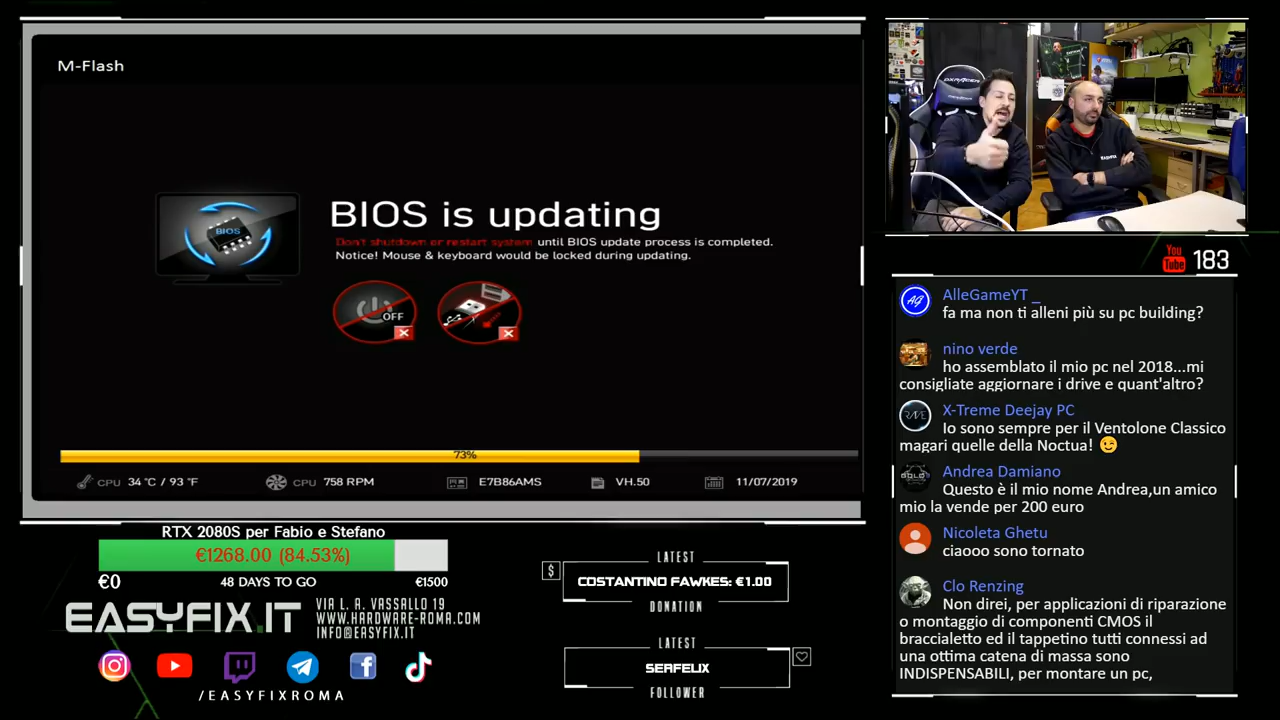 M-Flash
BIOS
BIOS is updating
Don't shutdown or restart system until BIOS update process is completed.
Notice! Mouse & keyboard would be locked during updating.
OFF
73%
CPU 34 °C / 93 °F
CPU 758 RPM
E7B86AMS
VH.50
11/07/2019
DXRACER
EASYFIX
You
Tube 183
AG
AlleGameYT _
fa ma non ti alleni più su pc building?
nino verde
ho assemblato il mio pc nel 2018...mi
consigliate aggiornare i drive e quant'altro?
X-Treme Deejay PC
Io sono sempre per il Ventolone Classico
magari quelle della Noctua! 😉
Andrea Damiano
Questo è il mio nome Andrea,un amico
mio la vende per 200 euro
Nicoleta Ghetu
ciaooo sono tornato
Clo Renzing
Non direi, per applicazioni di riparazione
o montaggio di componenti CMOS il
braccialetto ed il tappetino tutti connessi ad
una ottima catena di massa sono
INDISPENSABILI, per montare un pc,
RTX 2080S per Fabio e Stefano
€1268.00 (84.53%)
€0 48 DAYS TO GO €1500
EASYFIX.IT
VIA L. A. VASSALLO 19
WWW.HARDWARE-ROMA.COM
INFO@EASYFIX.IT
/EASYFIXROMA
LATEST
$
COSTANTINO FAWKES: €1.00
DONATION
LATEST
SERFELIX
FOLLOWER